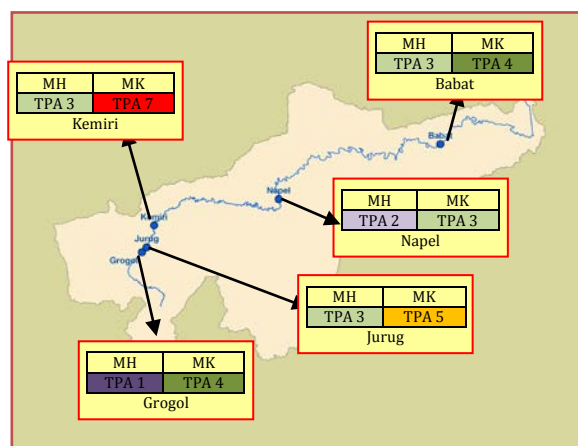 MH MK
TPA 3 TPA 4
Babat
MH MK
TPA 3 TPA 7
Kemiri
Babat
Napel
MH MK
TPA 2 TPA 3
Napel
Kemiri
Jurug
Grogol
MH MK
TPA 3 TPA 5
Jurug
MH MK
TPA 1 TPA 4
Grogol